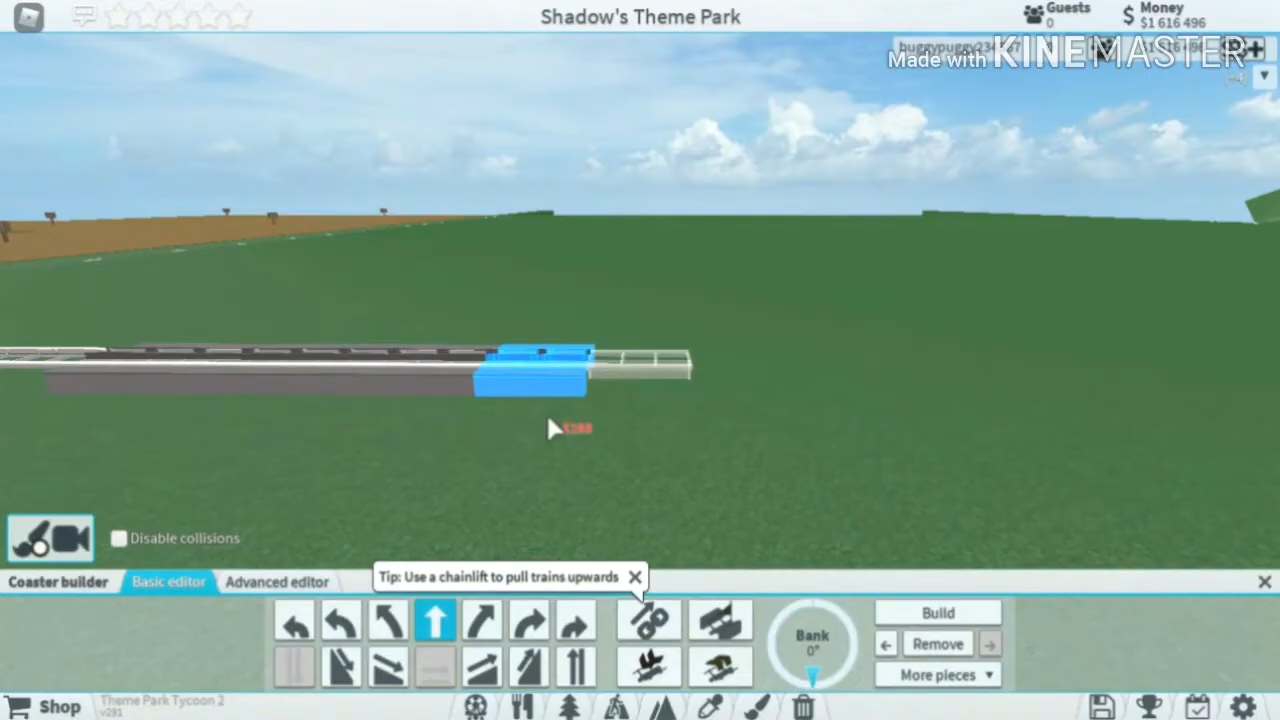 Shadow's Theme Park
Guests
0
Money
$1 616 496
Made with KINEMASTER
Disable collisions
Coaster builder
Basic editor
Advanced editor
Tip: Use a chainlift to pull trains upwards
Bank
0°
Build
Remove
More pieces
Shop
Theme Park Tycoon 2
v291